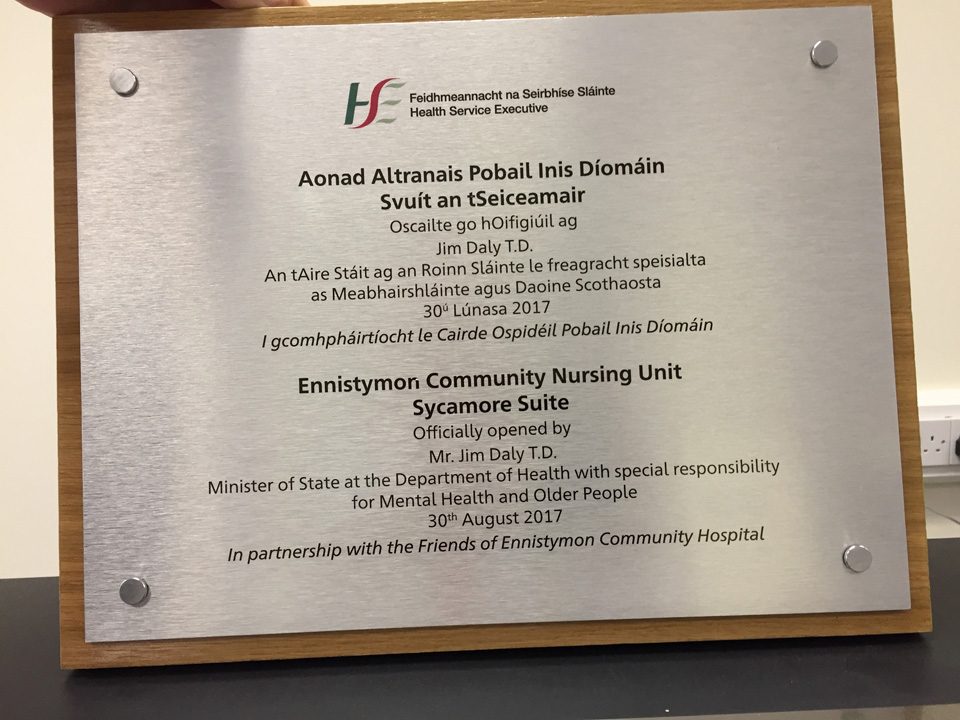 HSE
Feidhmeannacht na Seirbhíse Sláinte
Health Service Executive
Aonad Altranais Pobail Inis Díomáin
Svuít an tSeiceamair
Oscailte go hOifigiúil ag
Jim Daly T.D.
An tAire Stáit ag an Roinn Sláinte le freagracht speisialta
as Meabhairshláinte agus Daoine Scothaosta
30ú Lúnasa 2017
I gcomhpháirtíocht le Cairde Ospidéil Pobail Inis Díomáin
Ennistymon Community Nursing Unit
Sycamore Suite
Officially opened by
Mr. Jim Daly T.D.
Minister of State at the Department of Health with special responsibility
for Mental Health and Older People
30th August 2017
In partnership with the Friends of Ennistymon Community Hospital